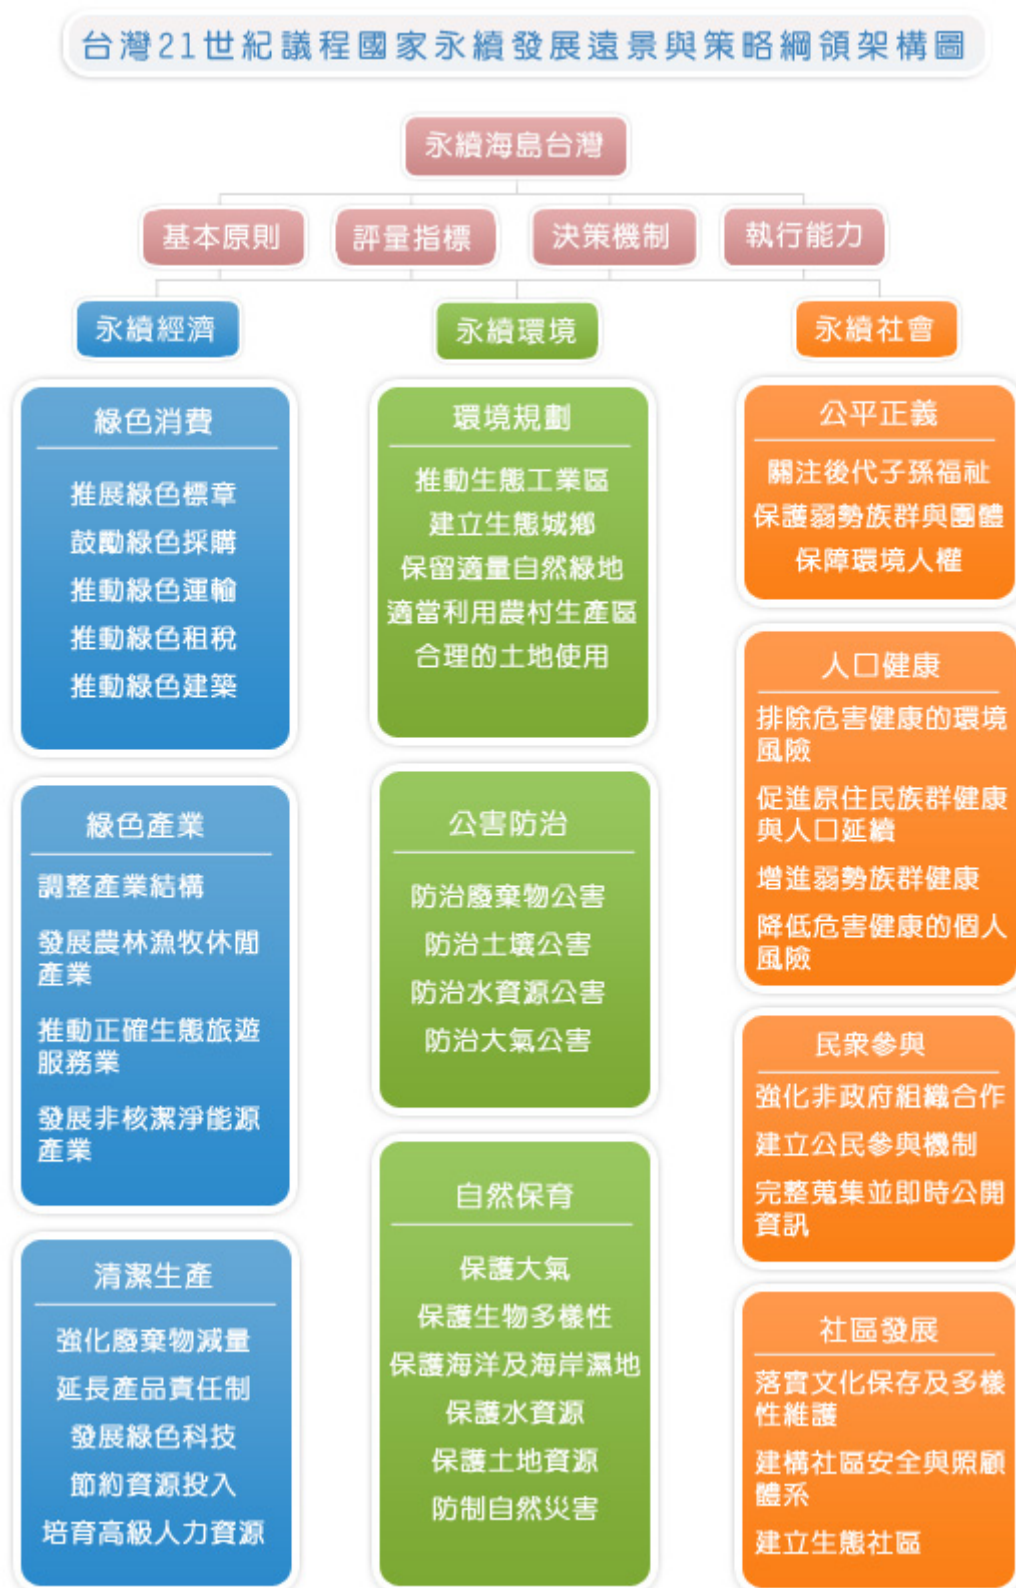 台灣21世紀議程國家永續發展遠景與策略綱領架構圖
永續海島台灣
基本原則
評量指標
決策機制
執行能力
永續經濟
永續環境
永續社會
綠色消費
推展綠色標章
鼓勵綠色採購
推動綠色運輸
推動綠色租稅
推動綠色建築
綠色產業
調整產業結構
發展農林漁牧休閒
產業
推動正確生態旅遊
服務業
發展非核潔淨能源
產業
清潔生產
強化廢棄物減量
延長產品責任制
發展綠色科技
節約資源投入
培育高級人力資源
環境規劃
推動生態工業區
建立生態城鄉
保留適量自然綠地
適當利用農村生產區
合理的土地使用
公害防治
防治廢棄物公害
防治土壤公害
防治水資源公害
防治大氣公害
自然保育
保護大氣
保護生物多樣性
保護海洋及海岸濕地
保護水資源
保護土地資源
防制自然災害
公平正義
關注後代子孫福祉
保護弱勢族群與團體
保障環境人權
人口健康
排除危害健康的環境
風險
促進原住民族群健康
與人口延續
增進弱勢族群健康
降低危害健康的個人
風險
民衆參與
強化非政府組織合作
建立公民參與機制
完整蒐集並即時公開
資訊
社區發展
落實文化保存及多樣
性維護
建構社區安全與照顧
體系
建立生態社區